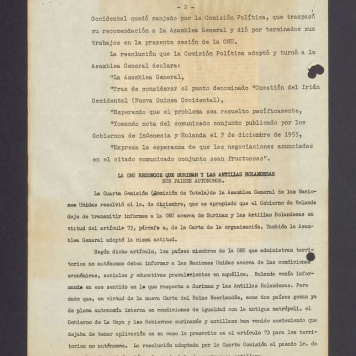 - 2 -
Occidental quedó zanjado por la Comisión Política, que traspasó
su recomendación a la Asamblea General y dió por terminados sus
trabajos en la presente sesión de la ONU.
La resolución que la Comisión Política adoptó y turnó a la
Asamblea General declara:
"La Asamblea General,
"Tras de considerar el punto denominado "Cuestión del Irián
Occidental (Nueva Guinea Occidental),
"Esperando que el problema sea resuelto pacíficamente,
"Tomando nota del comunicado conjunto publicado por los
Gobiernos de Indonesia y Holanda el 7 de diciembre de 1955,
"Expresa la esperanza de que las negociaciones anunciadas
en el citado comunicado conjunto sean fructuosas".
LA ONU RECONOCE QUE SURINAM Y LAS ANTILLAS HOLANDESAS
SON PAISES AUTONOMOS.
La Cuarta Comisión (Comisión de Tutela) de la Asamblea General de las Nacio-
nes Unidas resolvió el 1o. de diciembre, que es apropiado que el Gobierno de Holanda
deje de transmitir informes a la ONU acerca de Surinam y las Antillas Holandesas en
virtud del artículo 73, párrafo e, de la Carta de la organización. También la Asam-
blea General adoptó la misma actitud.
Según dicho artículo, los países miembros de la ONU que administran terri-
torios no autónomos deben informar a las Naciones Unidas acerca de las condiciones
económicas, sociales y educativas prevalecientes en aquéllos. Holanda venía infor-
mando en ese sentido en lo que respecta a Surinam y las Antillas Holandesas. Pero
dado que, en virtud de la nueva Carta del Reino Neerlandés, esos dos países gozan ya
de plena autonomía interna en condiciones de igualdad con la antigua metrópoli, el
Gobierno de La Haya y los Gobiernos surinamés y antillano han venido sosteniendo que
dejaba de tener aplicación en su caso lo prescrito en el artículo 73 para los terri-
torios no autónomos. La resolución adoptada por la Cuarta Comisión el pasado 1o. de